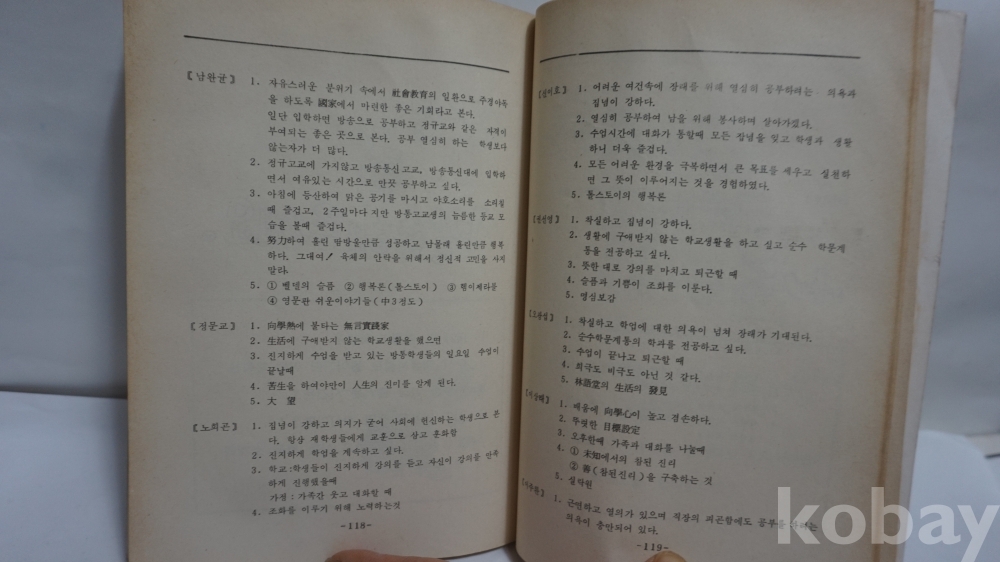 【남완균】 1. 자유스러운 분위기 속에서 社會敎育의 일환으로 주경야독
을 하도록 國家에서 마련한 좋은 기회라고 본다.
일단 입학하면 방송으로 공부하고 정규교와 같은 자격이
부여되는 좋은 곳으로 본다. 공부 열심히 하는 학생보다
않는자가 더 많다.
2. 정규고교에 가지않고 방송통신고교, 방송통신대에 입학하
면서 여유있는 시간으로 만끗 공부하고 싶다.
3. 아침에 등산하여 맑은 공기를 마시고 야호소리를 소리칠
때 즐겁고, 2주일마다 지만 방통고교생의 늠름한 등교 모
습을 볼때 즐겁다.
4. 努力하여 흘린 땀방울만큼 성공하고 남몰래 흘린만큼 행복
하다. 그대여! 육체의 안락을 위해서 정신적 고민을 사지
말라.
5. ① 벨텔의 슬픔 ② 행복론(톨스토이) ③ 헬미세타믈
④ 영문판 쉬운이야기들(中3정도)
【정문교】 1. 向學熱에 불타는 無言實踐家
2. 生活에 구애받지 않는 학교생활을 했으면
3. 진지하게 수업을 받고 있는 방통학생들의 일요일 수업이
끝날때
4. 苦生을 하여야만이 人生의 진미를 알게 된다.
5. 大 望
【노희곤】 1. 집념이 강하고 의지가 굳어 사회에 헌신하는 학생으로 본
다. 항상 재학생들에게 교훈으로 삼고 훈화함
2. 진지하게 학업을 계속하고 싶다.
3. 학교:학생들이 진지하게 강의를 듣고 자신이 강의를 만족
하게 진행했을때
가정:가족간 웃고 대화할 때
4. 조화를 이루기 위해 노력하는것
-118-
1. 어려운 여건속에 장래를 위해 열심히 공부하려는 의욕과
집념이 강하다.
2. 열심히 공부하여 남을 위해 봉사하며 살아가겠다.
3. 수업시간에 대화가 통할때 모든 잡념을 잊고 학생과 생활
하니 더욱 즐겁다.
4. 모든 어려운 환경을 극복하면서 큰 목표를 세우고 실천하
면 그 뜻이 이루어지는 것을 경험하였다.
5. 톨스토이의 행복론
1. 착실하고 집념이 강하다.
2. 생활에 구애받지 않는 학교생활을 하고 싶고 순수 학문계
통을 전공하고 싶다.
3. 뜻한 대로 강의를 마치고 퇴근할 때
4. 슬픔과 기쁨이 조화를 이룬다.
5. 명심보감
1. 착실하고 학업에 대한 의욕이 넘쳐 장래가 기대된다.
2. 순수학문계통의 학과를 전공하고 싶다.
3. 수업이 끝나고 퇴근할 때
4. 희극도 비극도 아닌 것 같다.
5. 林語堂의 生活의 發見
1. 배움에 向學心이 높고 겸손하다.
2. 뚜렷한 目標設定
3. 오후한때 가족과 대화를 나눌때
4. ① 未知에서의 참된 진리
② 善(참된진리)을 구축하는 것
5. 실락원
1. 근면하고 열의가 있으며 직장의 피곤함에도 공부를 하려는
의욕이 충만되어 있다.
-119-
kobay